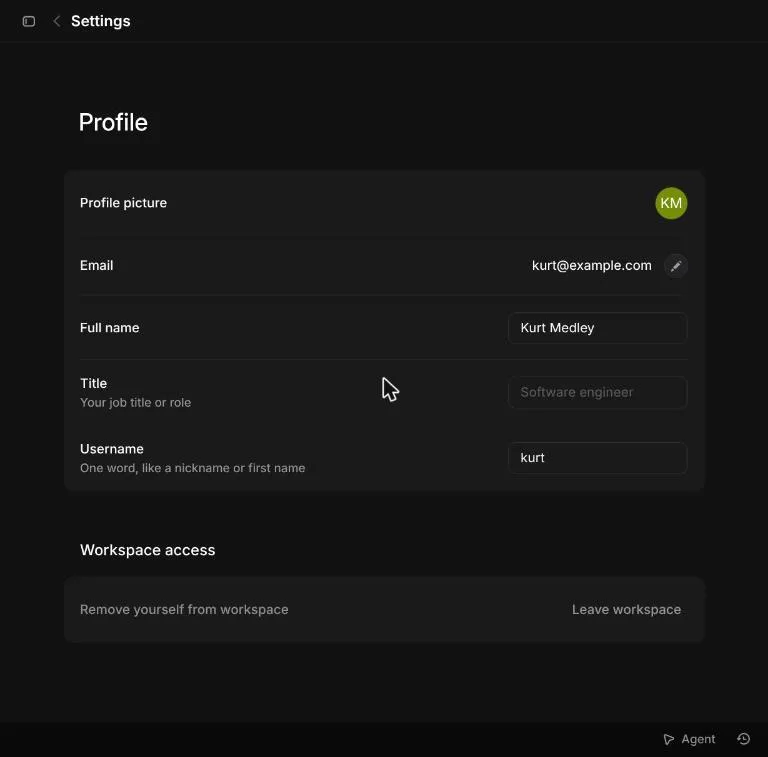 Settings
Profile
Profile picture
KM
Email
kurt@example.com
Full name
Kurt Medley
Title
Your job title or role
Software engineer
Username
One word, like a nickname or first name
kurt
Workspace access
Remove yourself from workspace
Leave workspace
Agent